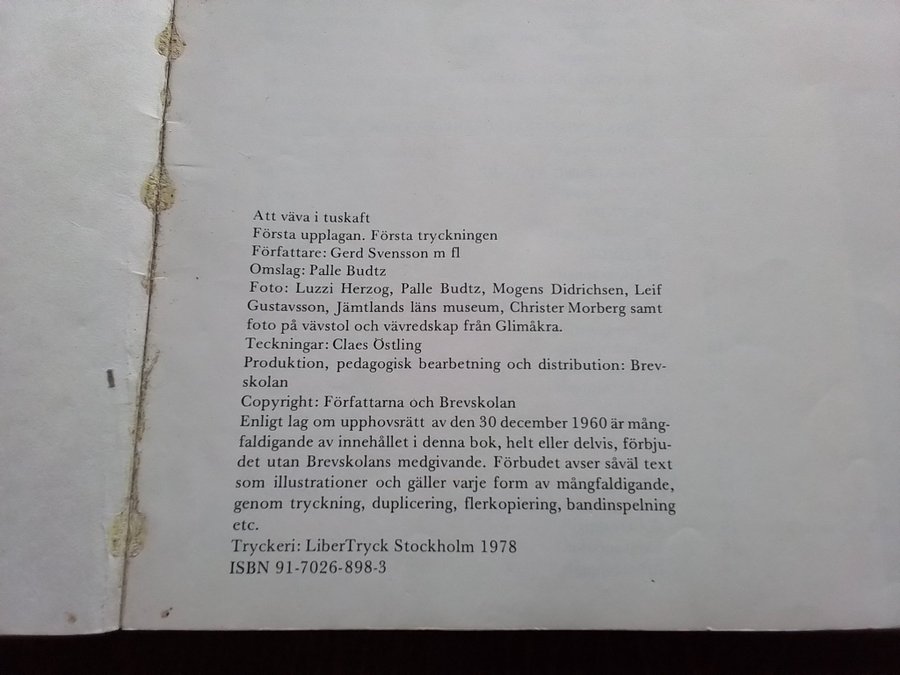 Att väva i tuskaft
Första upplagan. Första tryckningen
Författare: Gerd Svensson m fl
Omslag: Palle Budtz
Foto: Luzzi Herzog, Palle Budtz, Mogens Didrichsen, Leif
Gustavsson, Jämtlands läns museum, Christer Morberg samt
foto på vävstol och vävredskap från Glimåkra.
Teckningar: Claes Östling
Produktion, pedagogisk bearbetning och distribution: Brev-
skolan
Copyright: Författarna och Brevskolan
Enligt lag om upphovsrätt av den 30 december 1960 är mång-
faldigande av innehållet i denna bok, helt eller delvis, förbju-
det utan Brevskolans medgivande. Förbudet avser såväl text
som illustrationer och gäller varje form av mångfaldigande,
genom tryckning, duplicering, flerkopiering, bandinspelning
etc.
Tryckeri: LiberTryck Stockholm 1978
ISBN 91-7026-898-3